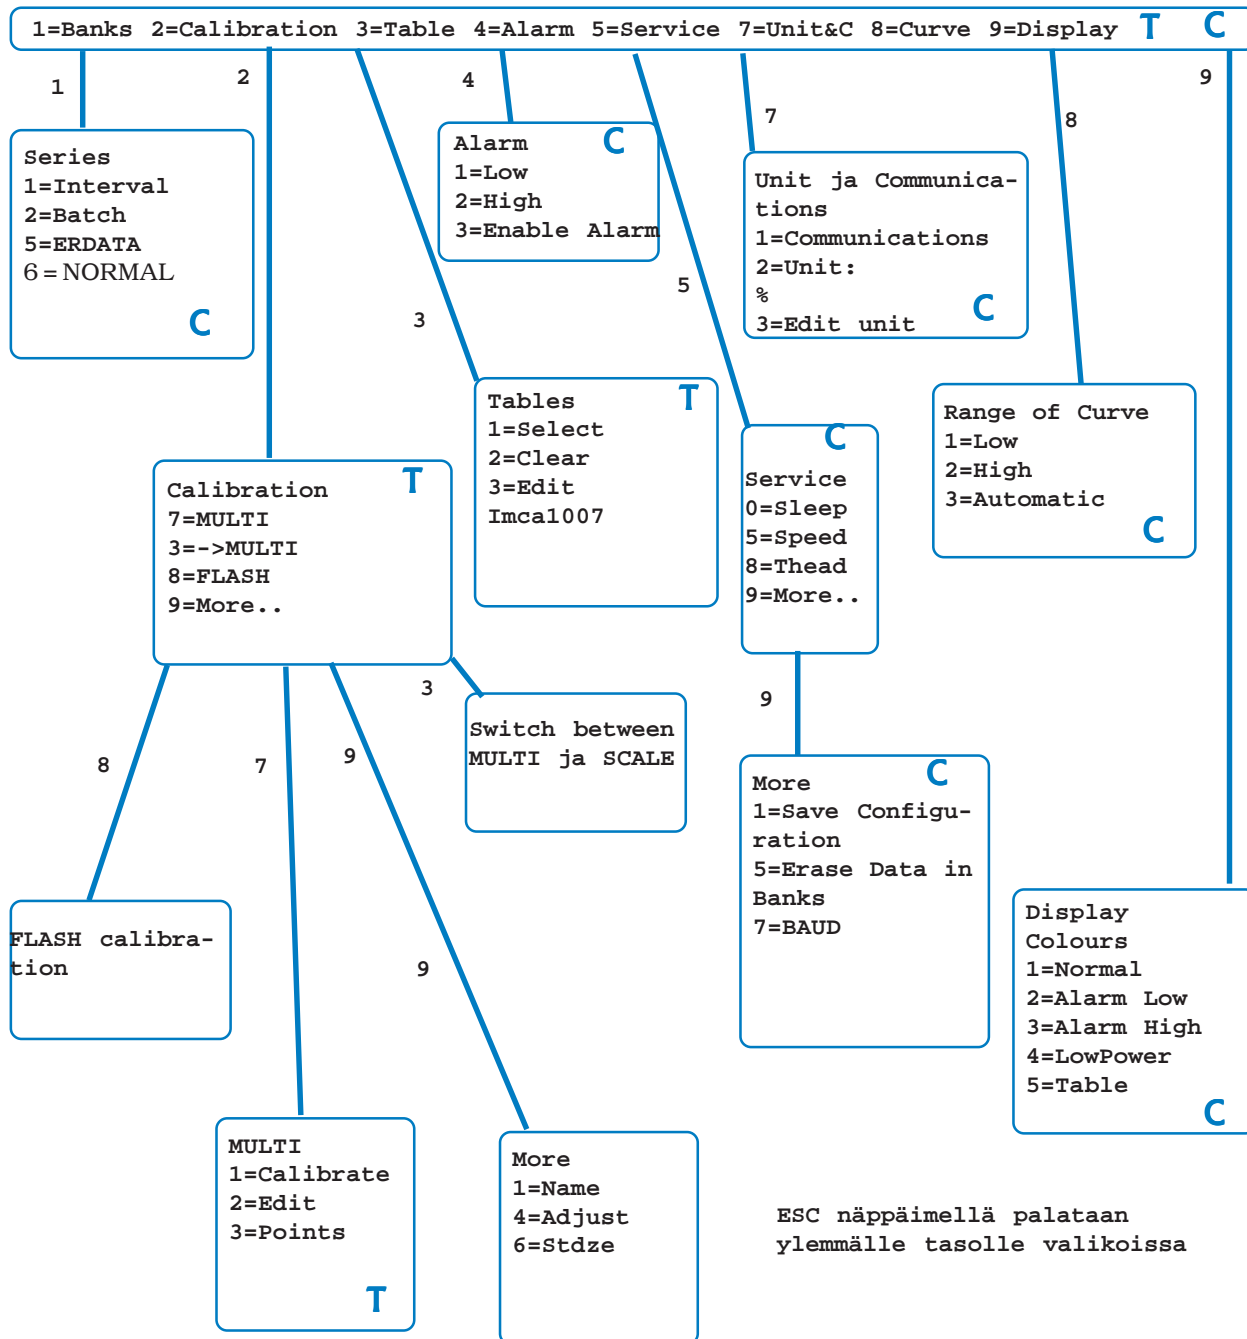 1=Banks 2=Calibration 3=Table 4=Alarm 5=Service 7=Unit&C 8=Curve 9=Display T C
1
2
4
7
8
9
Series
1=Interval
2=Batch
5=ERDATA
6=NORMAL
C
Alarm C
1=Low
2=High
3=Enable Alarm
Unit ja Communica-
tions
1=Communications
2=Unit:
%
3=Edit unit
C
3
5
Tables T
1=Select
2=Clear
3=Edit
Imca1007
Range of Curve
1=Low
2=High
3=Automatic
C
C
Service
0=Sleep
5=Speed
8=Thead
9=More..
Calibration T
7=MULTI
3=->MULTI
8=FLASH
9=More..
3
8
7
9
9
Switch between
MULTI ja SCALE
More C
1=Save Configu-
ration
5=Erase Data in
Banks
7=BAUD
FLASH calibra-
tion
9
Display
Colours
1=Normal
2=Alarm Low
3=Alarm High
4=LowPower
5=Table
C
MULTI
1=Calibrate
2=Edit
3=Points
T
More
1=Name
4=Adjust
6=Stdze
ESC näppäimellä palataan
ylemmälle tasolle valikoissa